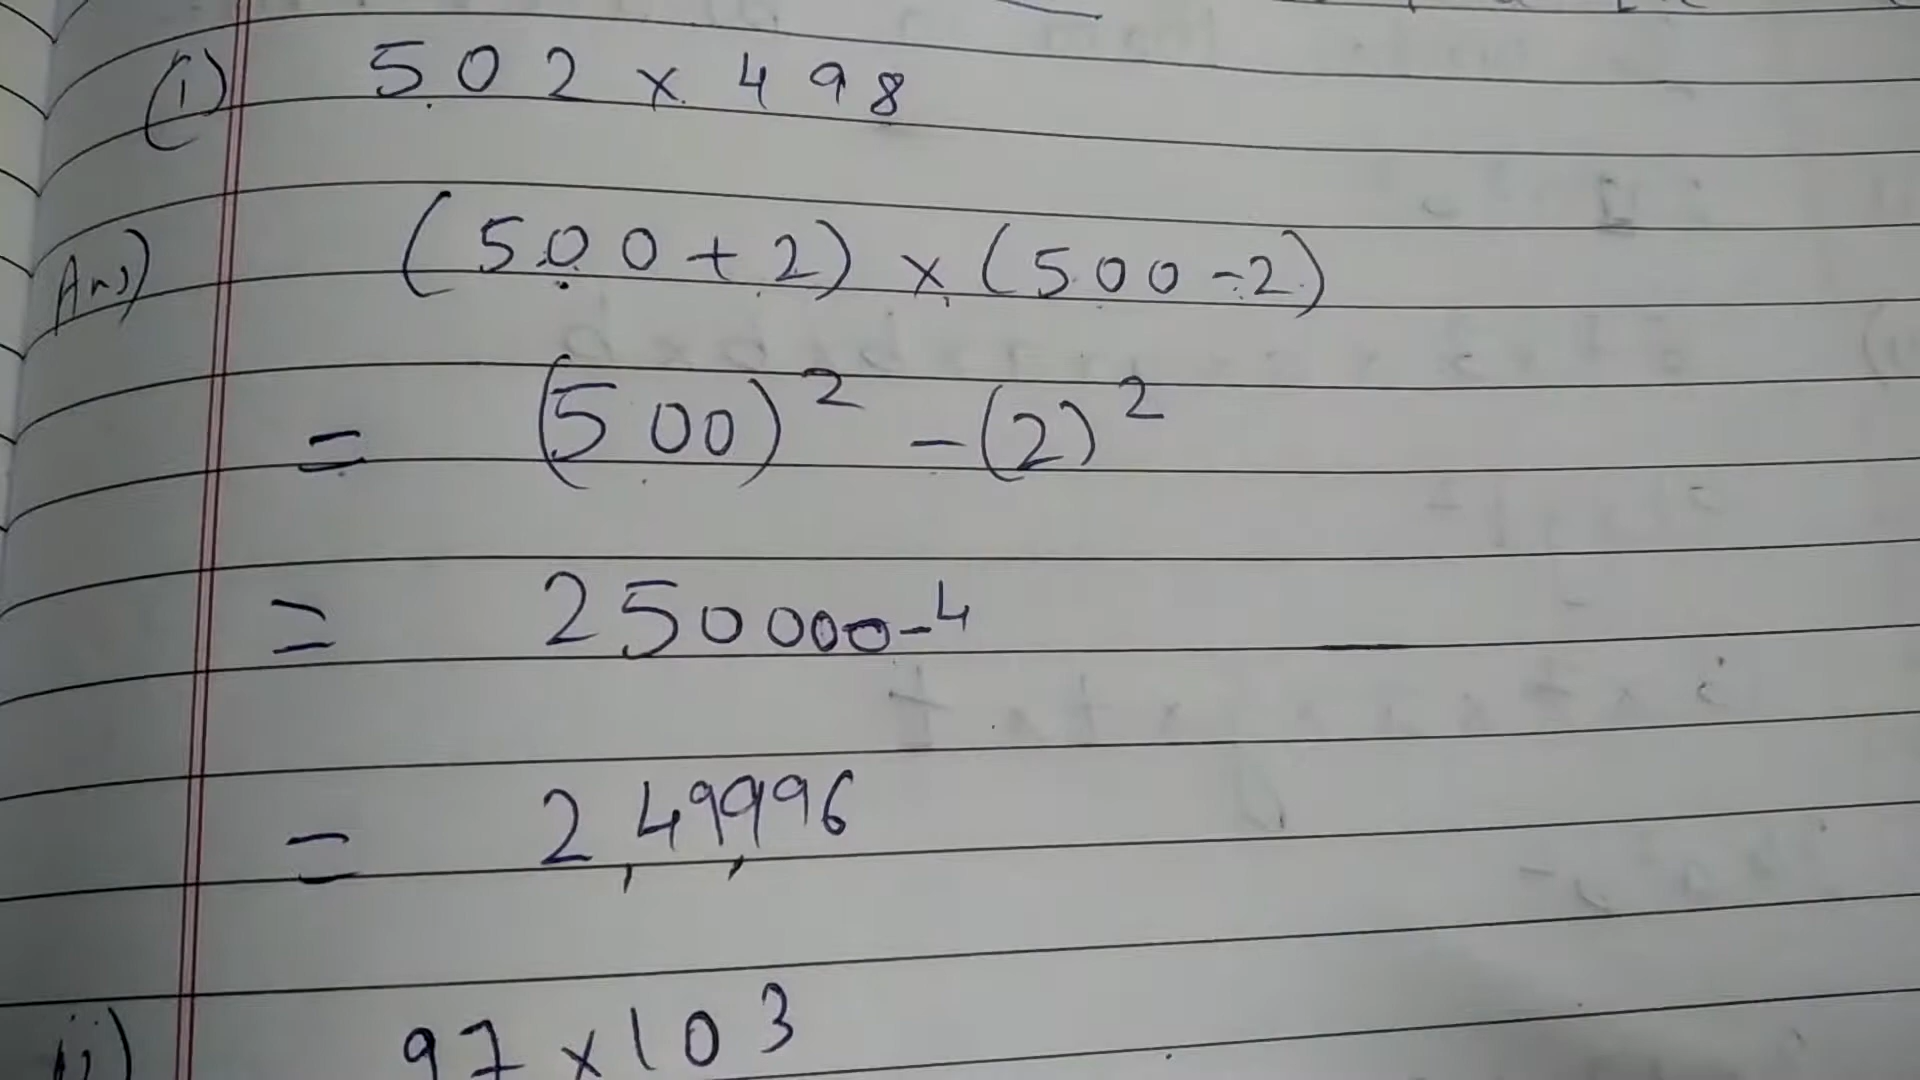 (i) 502 x 498
Ans) (500 + 2) x (500 - 2)
= (500)² - (2)²
= 250000 - 4
= 2,49,996
ii) 97 x 103